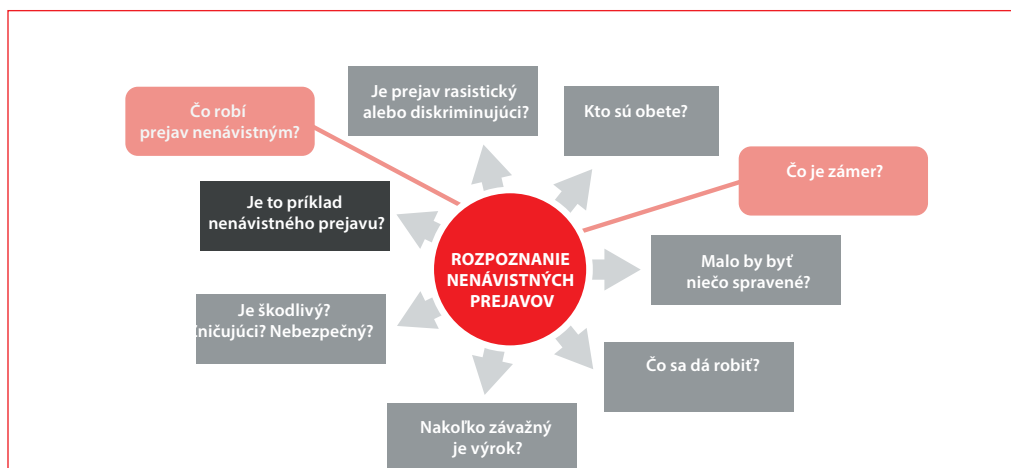 Je prejav rasistický
alebo diskriminujúci?
Čo robí
prejav nenávistným?
Kto sú obete?
Čo je zámer?
Je to príklad
nenávistného prejavu?
ROZPOZNANIE
NENÁVISTNÝCH
PREJAVOV
Malo by byť
niečo spravené?
Je škodlivý?
ničujúci? Nebezpečný?
Čo sa dá robiť?
Nakoľko závažný
je výrok?